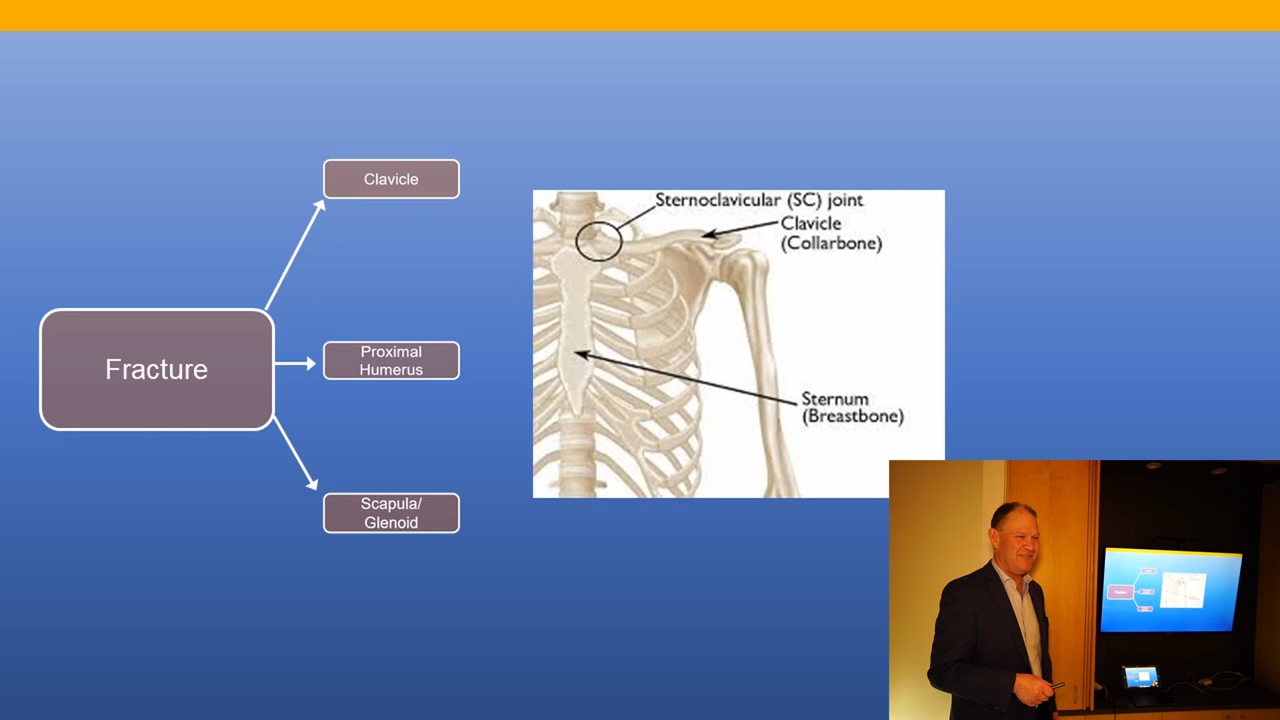 Clavicle
Fracture
Proximal
Humerus
Scapula/
Glenoid
Sternoclavicular (SC) joint
Clavicle
(Collarbone)
Sternum
(Breastbone)